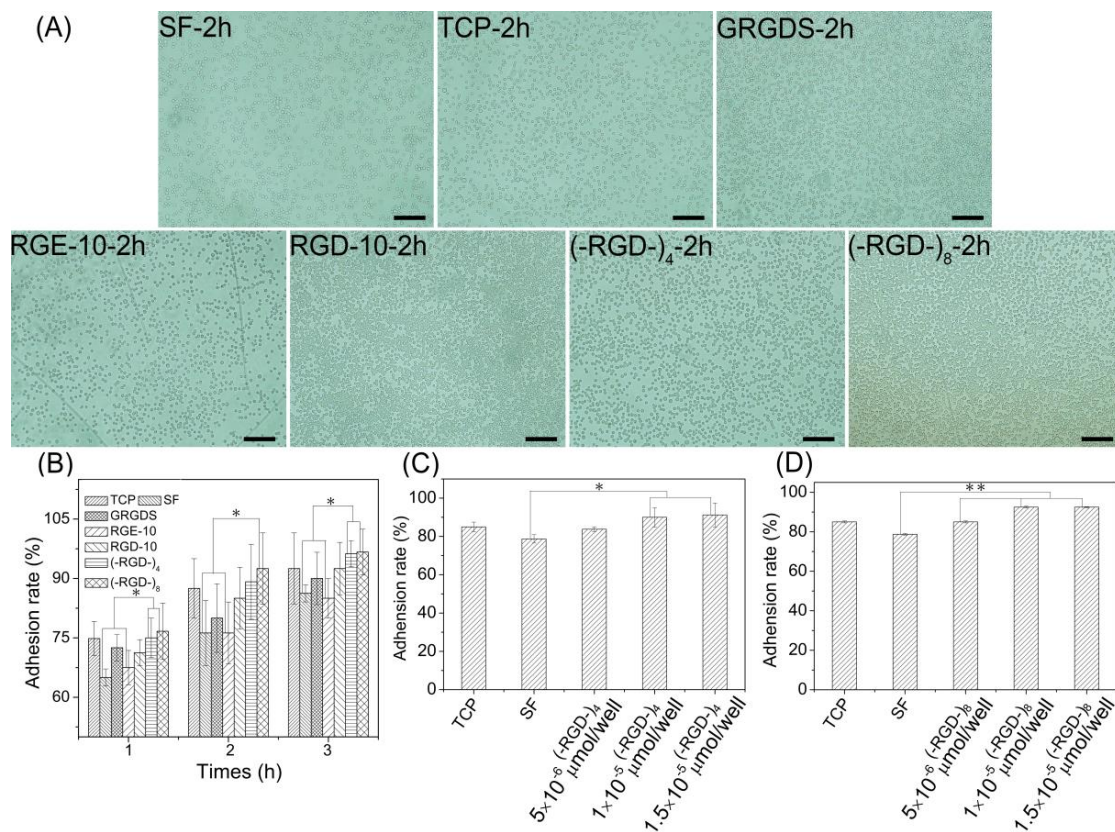 (A)
SF-2h
TCP-2h
GRGDS-2h
RGE-10-2h
RGD-10-2h
(-RGD-)₄-2h
(-RGD-)₈-2h
(B)
Adhesion rate (%)
105
90
75
60
TCP SF
GRGDS
RGE-10
RGD-10
(-RGD-)₄
(-RGD-)₈
*
*
*
1 2 3
Times (h)
(C)
Adhension rate (%)
100
80
60
40
20
0
*
TCP
SF
5×10⁻⁶ (-RGD-)₄
μmol/well
1×10⁻⁵ (-RGD-)₄
μmol/well
1.5×10⁻⁵ (-RGD-)₄
μmol/well
(D)
Adhension rate (%)
100
80
60
40
20
0
**
TCP
SF
5×10⁻⁶ (-RGD-)₈
μmol/well
1×10⁻⁵ (-RGD-)₈
μmol/well
1.5×10⁻⁵ (-RGD-)₈
μmol/well